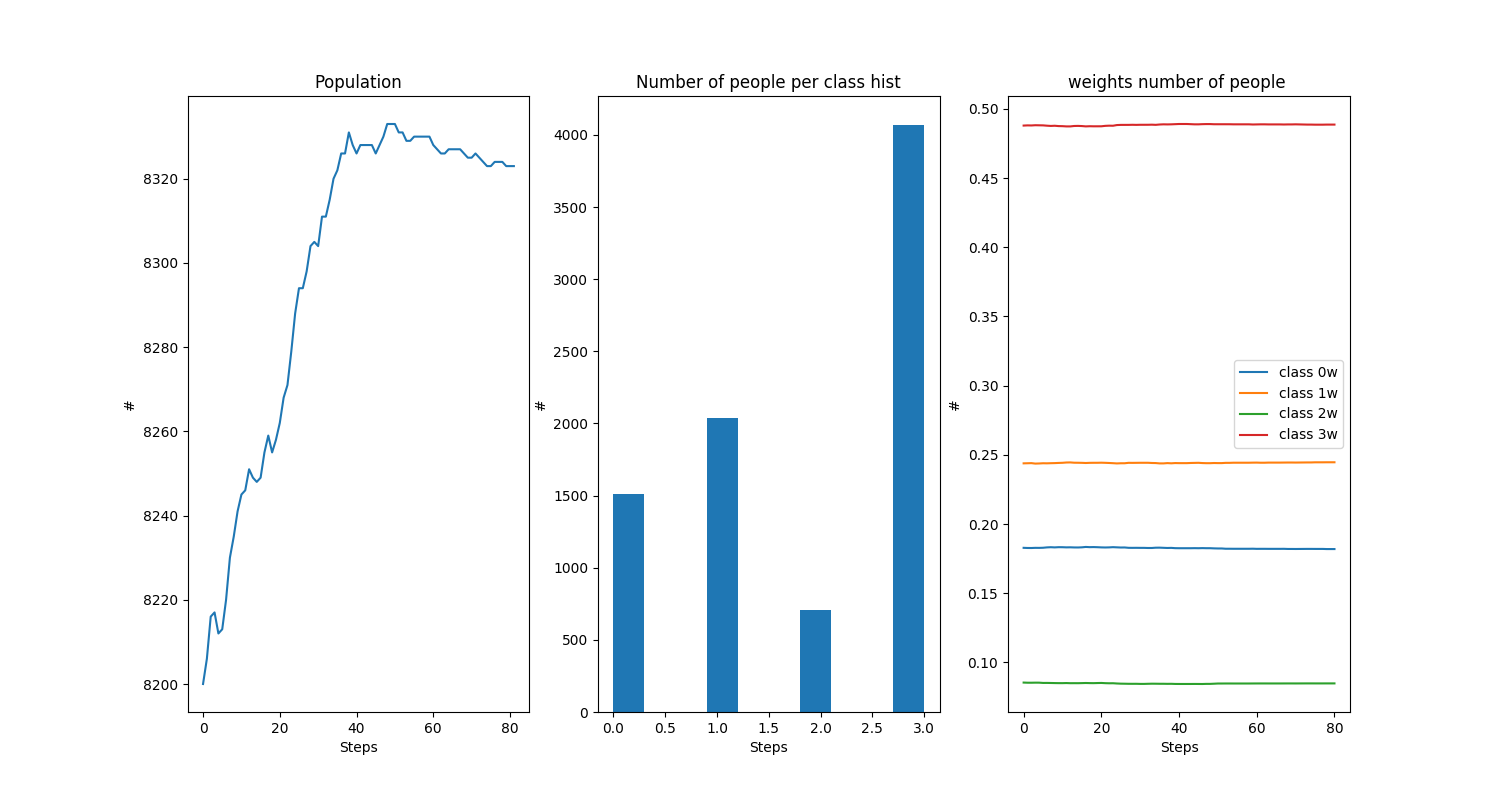 Population
8320
8300
8280
8260
8240
8220
8200
#
0 20 40 60 80
Steps
Number of people per class hist
4000
3500
3000
2500
2000
1500
1000
500
0
#
0.0 0.5 1.0 1.5 2.0 2.5 3.0
Steps
weights number of people
0.50
0.45
0.40
0.35
0.30
0.25
0.20
0.15
0.10
#
class 0w
class 1w
class 2w
class 3w
0 20 40 60 80
Steps